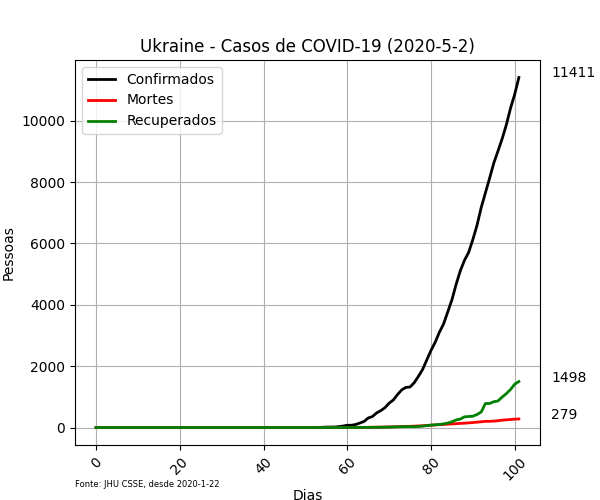 Ukraine - Casos de COVID-19 (2020-5-2)
Confirmados
Mortes
Recuperados
11411
1498
279
Pessoas
10000
8000
6000
4000
2000
0
0
20
40
60
80
100
Dias
Fonte: JHU CSSE, desde 2020-1-22